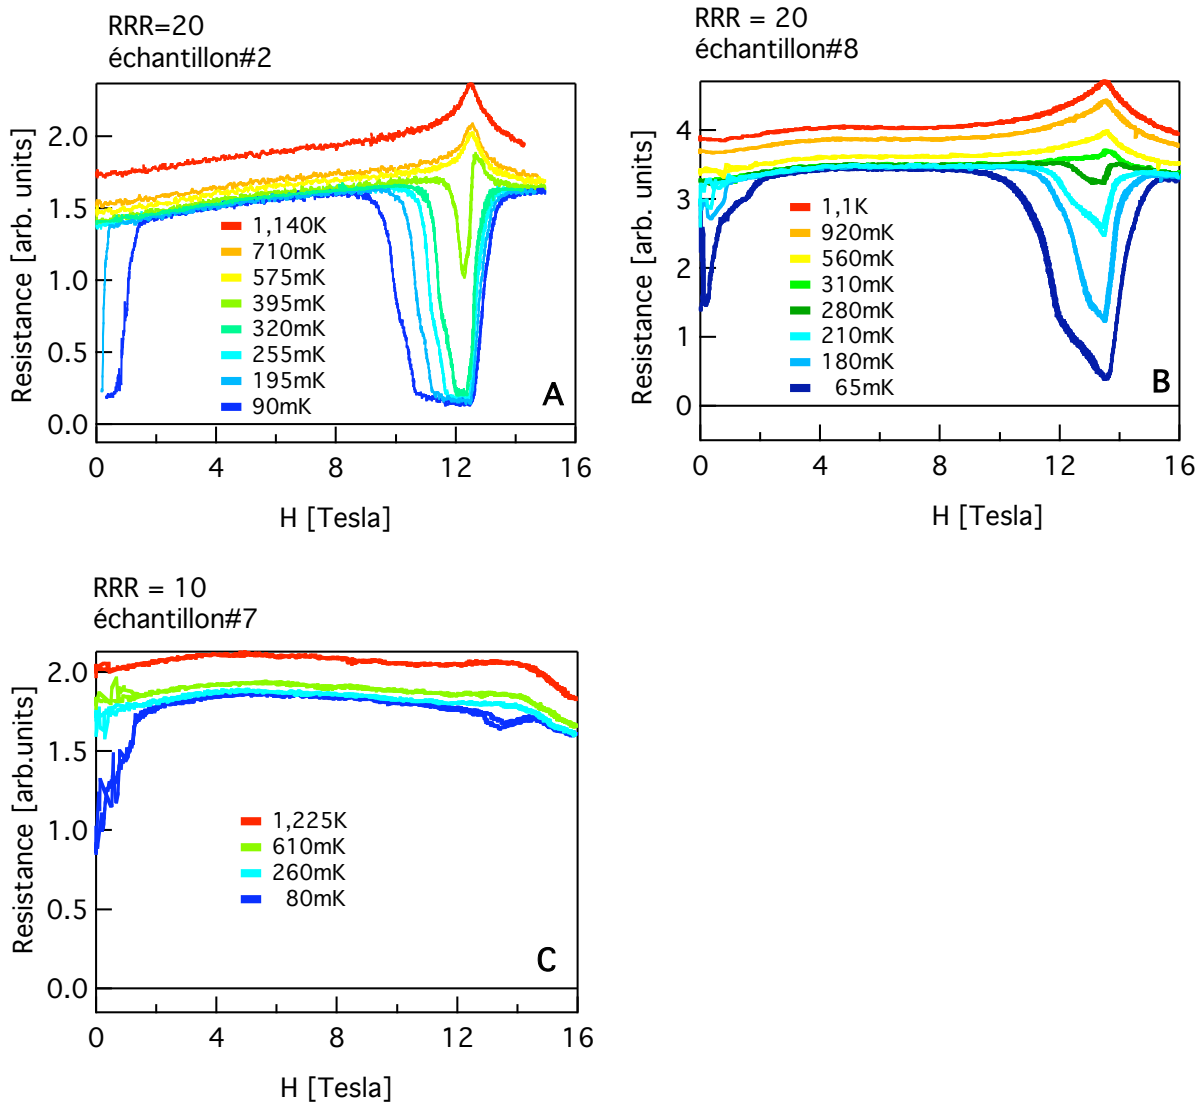 RRR=20
échantillon#2
Resistance [arb. units]
2.0
1.5
1.0
0.5
0.0
1,140K
710mK
575mK
395mK
320mK
255mK
195mK
90mK
A
0 4 8 12 16
H [Tesla]
RRR = 20
échantillon#8
Resistance [arb. units]
4
3
2
1
0
1,1K
920mK
560mK
310mK
280mK
210mK
180mK
65mK
B
0 4 8 12 16
H [Tesla]
RRR = 10
échantillon#7
Resistance [arb.units]
2.0
1.5
1.0
0.5
0.0
1,225K
610mK
260mK
80mK
C
0 4 8 12 16
H [Tesla]